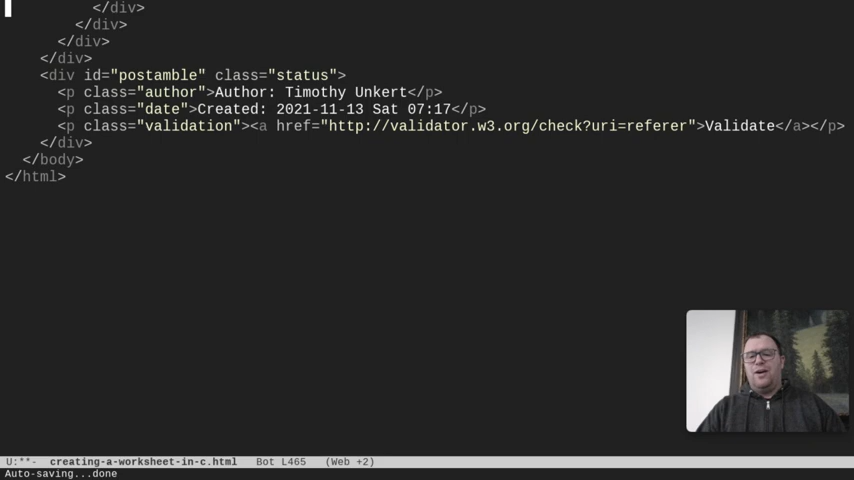 </div>
</div>
</div>
</div>
<div id="postamble" class="status">
<p class="author">Author: Timothy Unkert</p>
<p class="date">Created: 2021-11-13 Sat 07:17</p>
<p class="validation"><a href="http://validator.w3.org/check?uri=referer">Validate</a></p>
</div>
</body>
</html>
U:**-  creating-a-worksheet-in-c.html   Bot L465   (Web +2)
Auto-saving...done